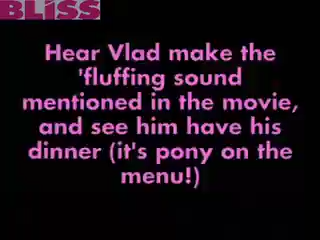 BLISS
Hear Vlad make the
'fluffing sound
mentioned in the movie,
and see him have his
dinner (it's pony on the
menu!)